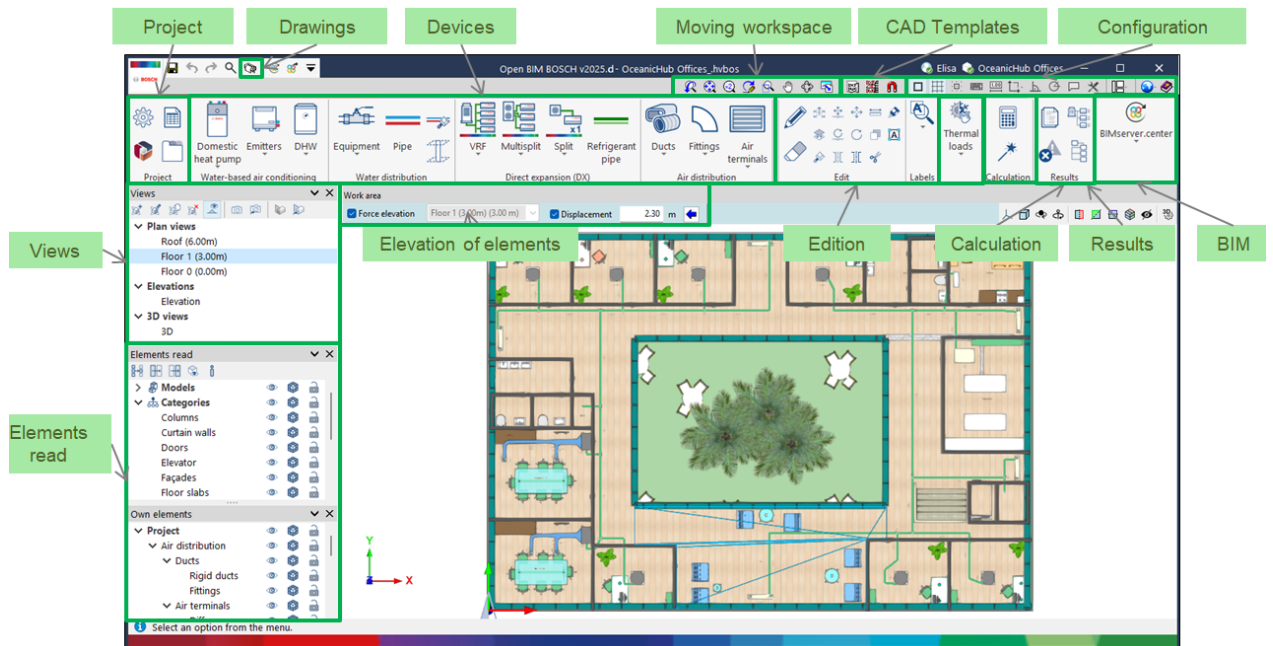 Project
Drawings
Devices
Moving workspace
CAD Templates
Configuration
BOSCH
Open BIM BOSCH v2025.d - OceanicHub Offices_.hvbos
Elisa
OceanicHub Offices
Domestic heat pump
Emitters
DHW
Equipment
Pipe
VRF
Multisplit
x1
Split
Refrigerant pipe
Ducts
Fittings
Air terminals
A
Thermal loads
BIMserver.center
Project
Water-based air conditioning
Water distribution
Direct expansion (DX)
Air distribution
Edit
Labels
Calculation
Results
Views
Elevation of elements
Edition
Calculation
Results
BIM
Elements read
Views
Plan views
Roof (6.00m)
Floor 1 (3.00m)
Floor 0 (0.00m)
Elevations
Elevation
3D views
3D
Work area
Force elevation
Floor 1 (3.00m) (3.00 m)
Displacement
2.30 m
Elements read
Models
Categories
Columns
Curtain walls
Doors
Elevator
Façades
Floor slabs
Own elements
Project
Air distribution
Ducts
Rigid ducts
Fittings
Air terminals
Y
X
Z
Select an option from the menu.